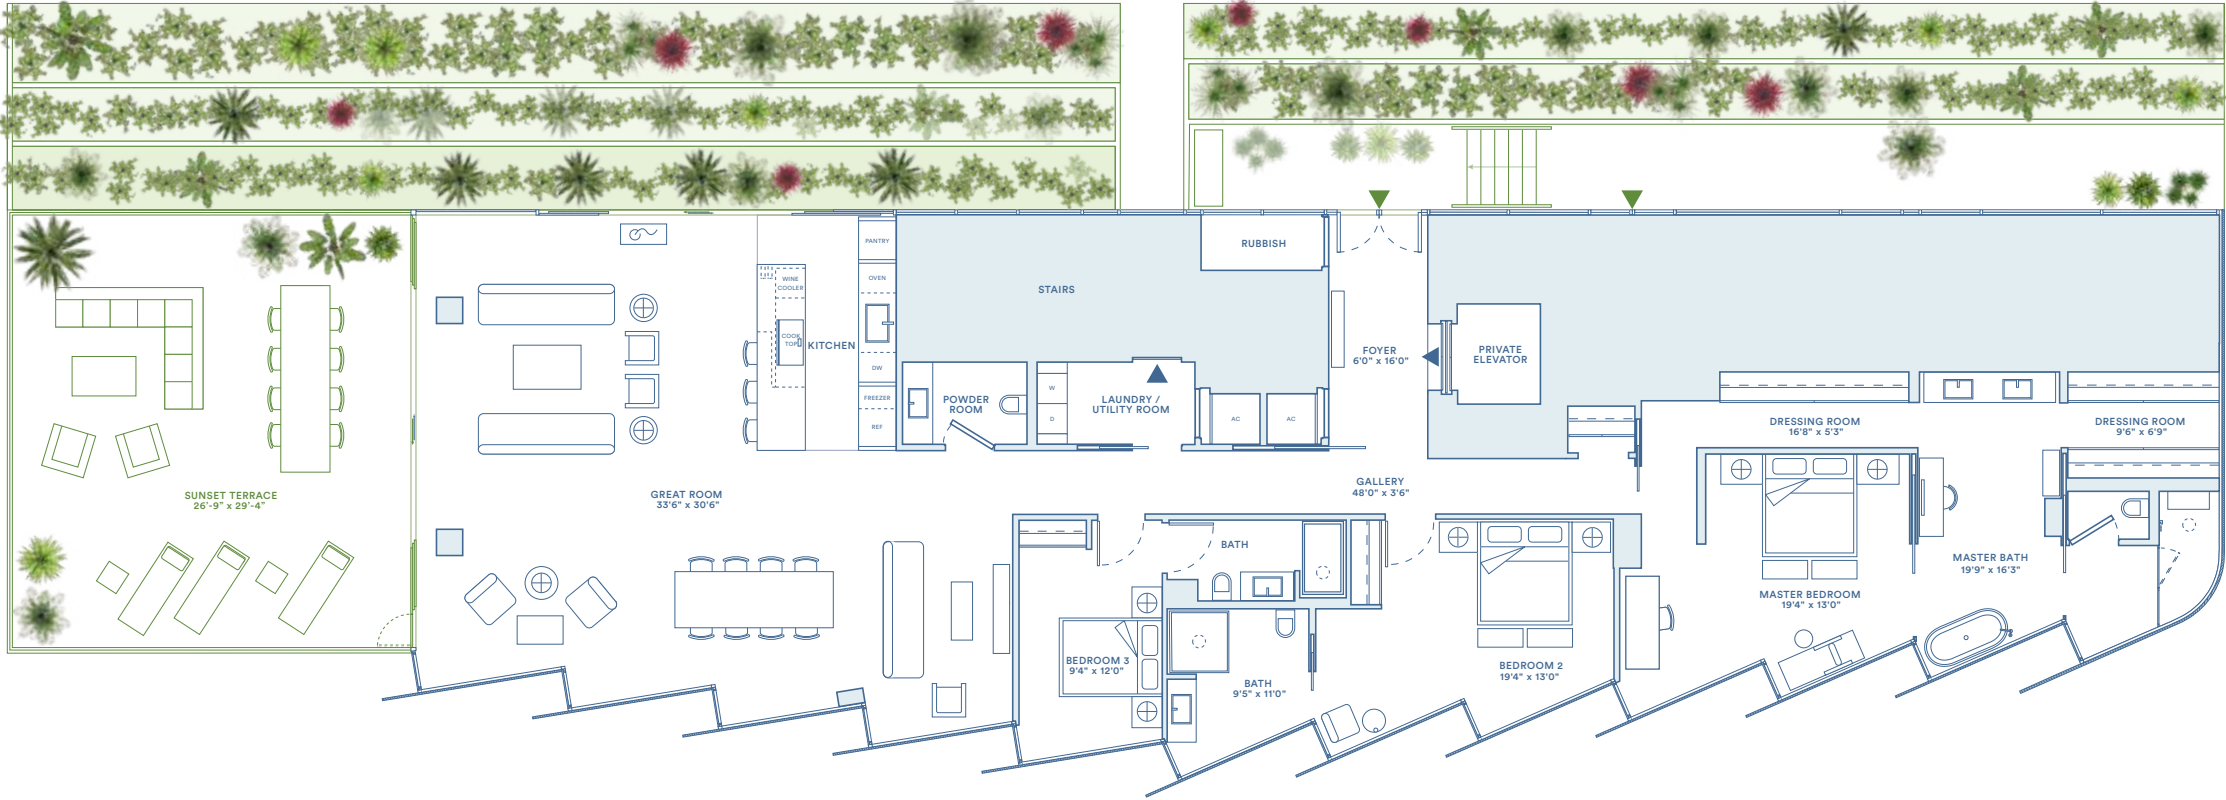 RUBBISH
PANTRY
OVEN
WINE
COOLER
COOK
TOP
KITCHEN
DW
FREEZER
REF
STAIRS
POWDER
ROOM
W
D
LAUNDRY /
UTILITY ROOM
AC
AC
FOYER
6'0" x 16'0"
PRIVATE
ELEVATOR
DRESSING ROOM
16'8" x 5'3"
DRESSING ROOM
9'6" x 6'9"
SUNSET TERRACE
26'-9" x 29'-4"
GREAT ROOM
33'6" x 30'6"
GALLERY
48'0" x 3'6"
BATH
MASTER BATH
19'9" x 16'3"
MASTER BEDROOM
19'4" x 13'0"
BEDROOM 3
9'4" x 12'0"
BATH
9'5" x 11'0"
BEDROOM 2
19'4" x 13'0"